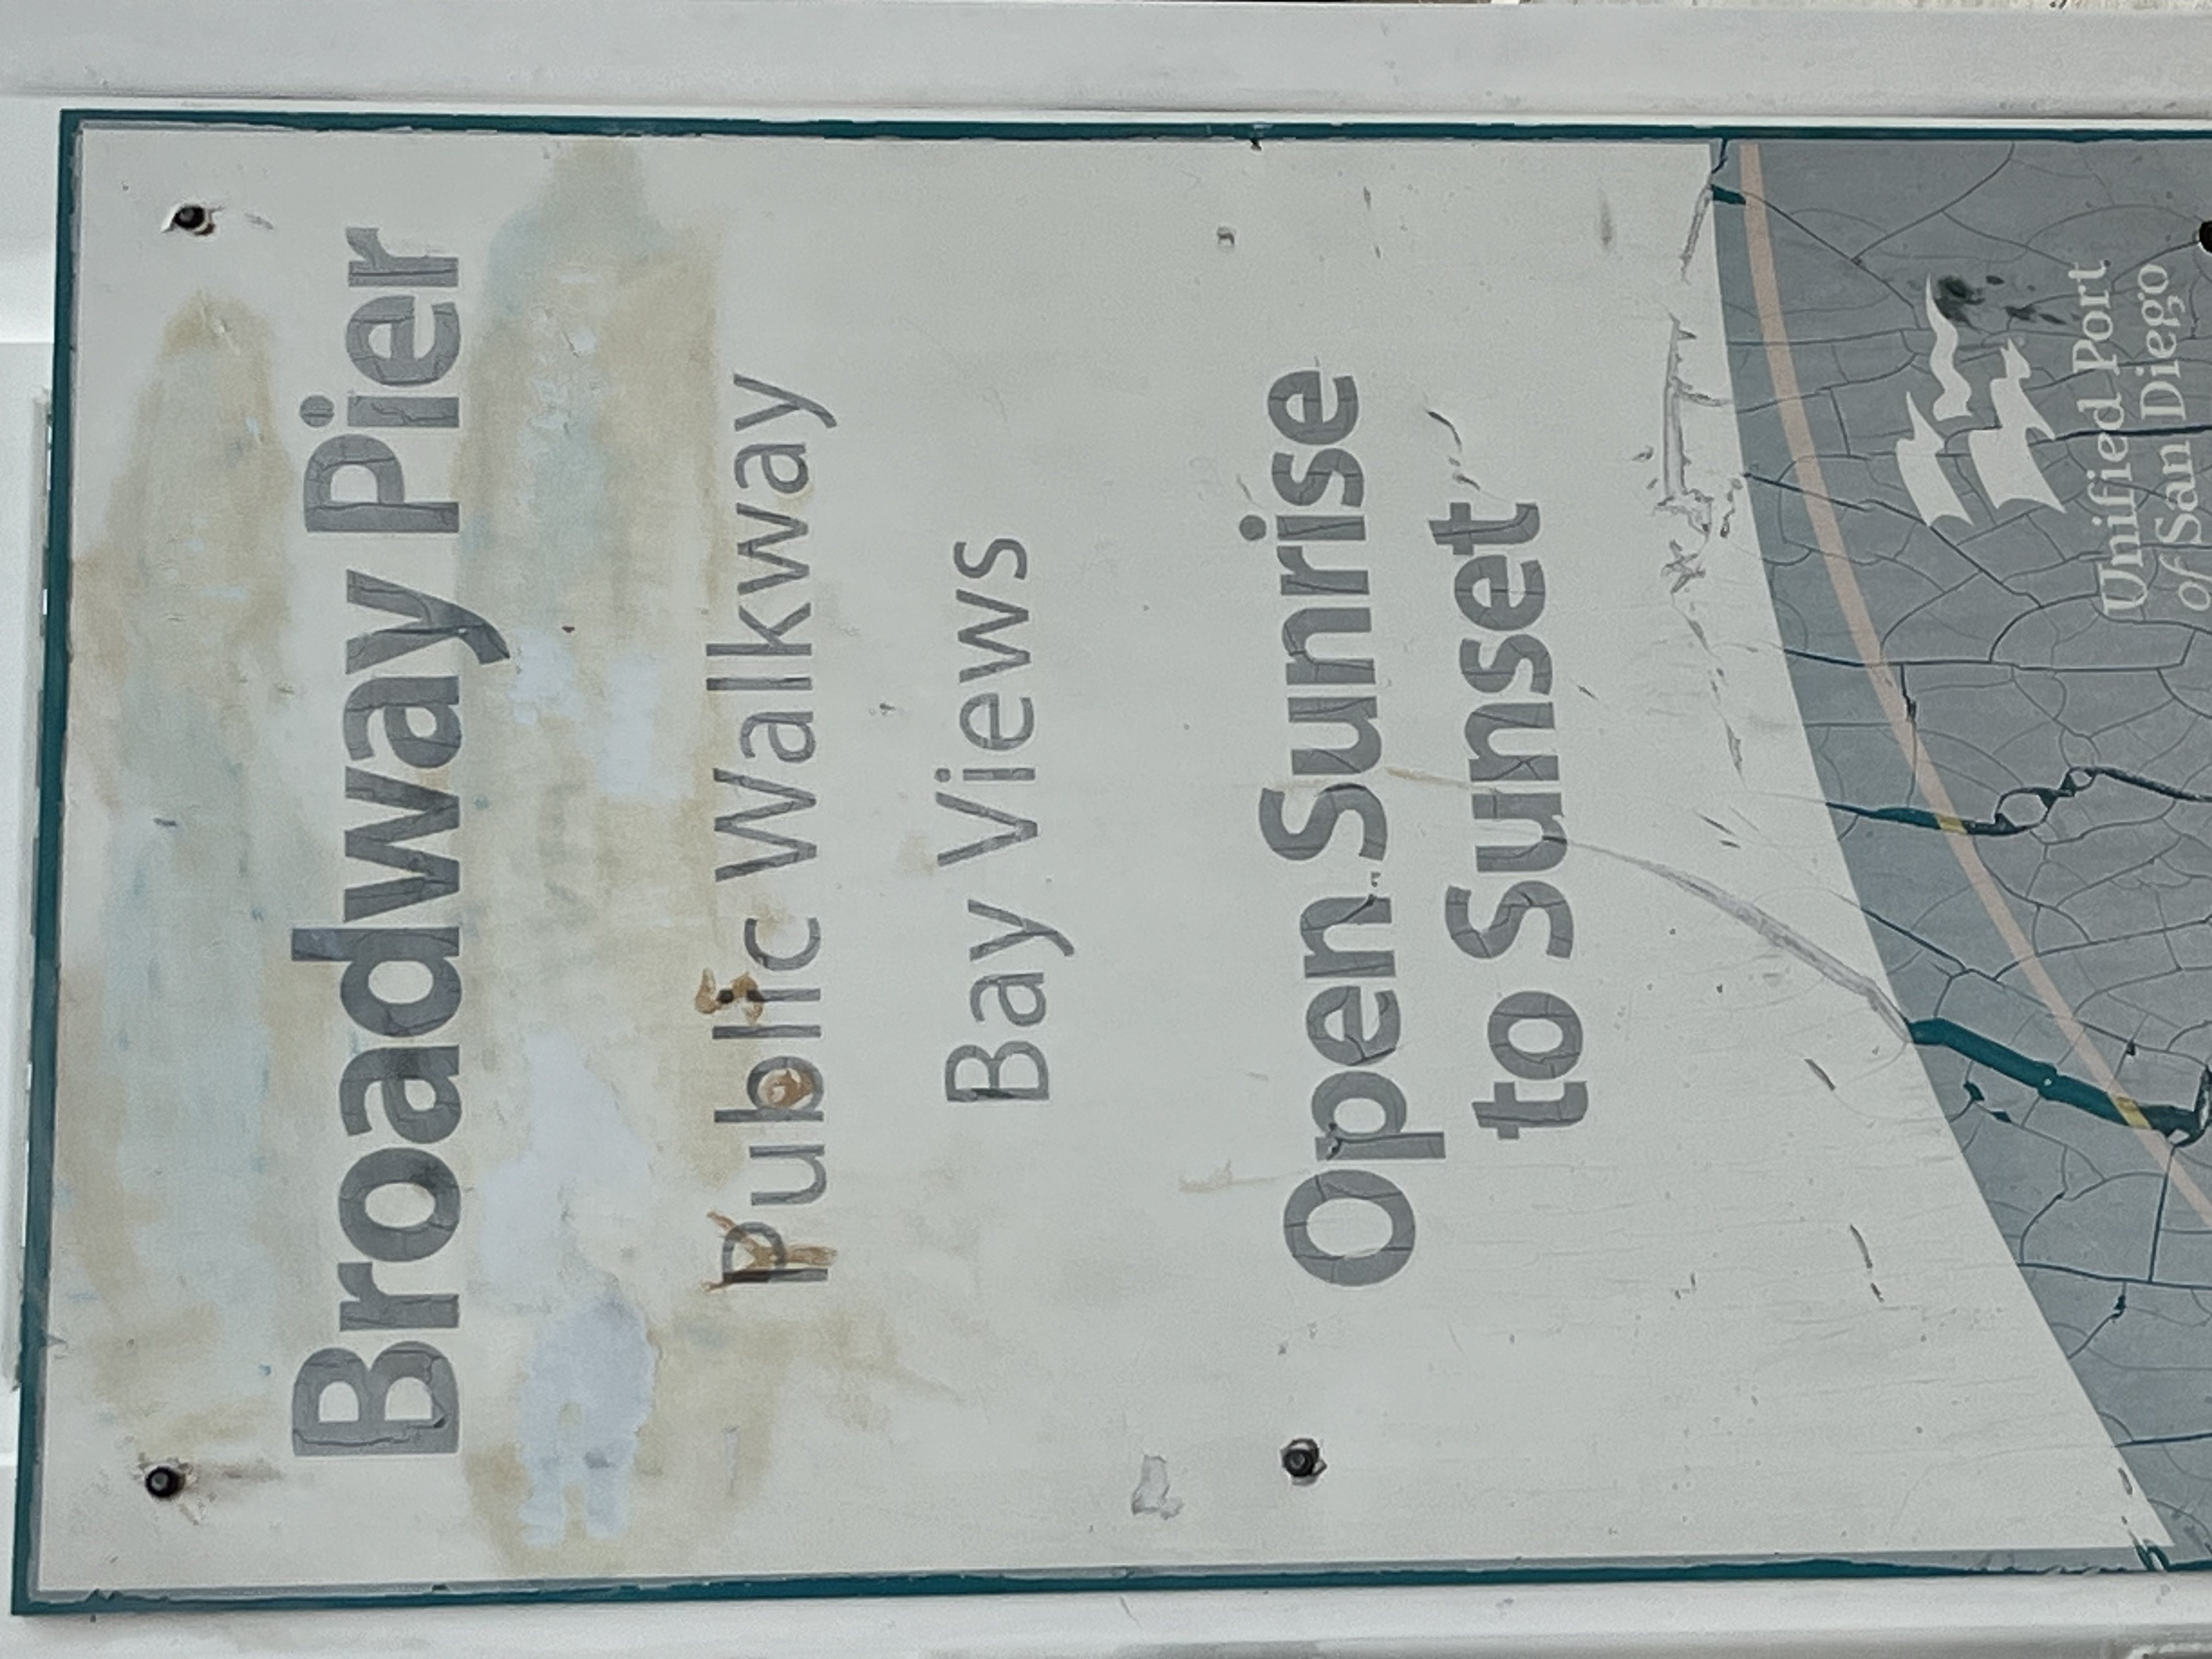 Broadway Pier
Public Walkway
Bay Views
Open Sunrise
to Sunset
Unified Port
of San Diego